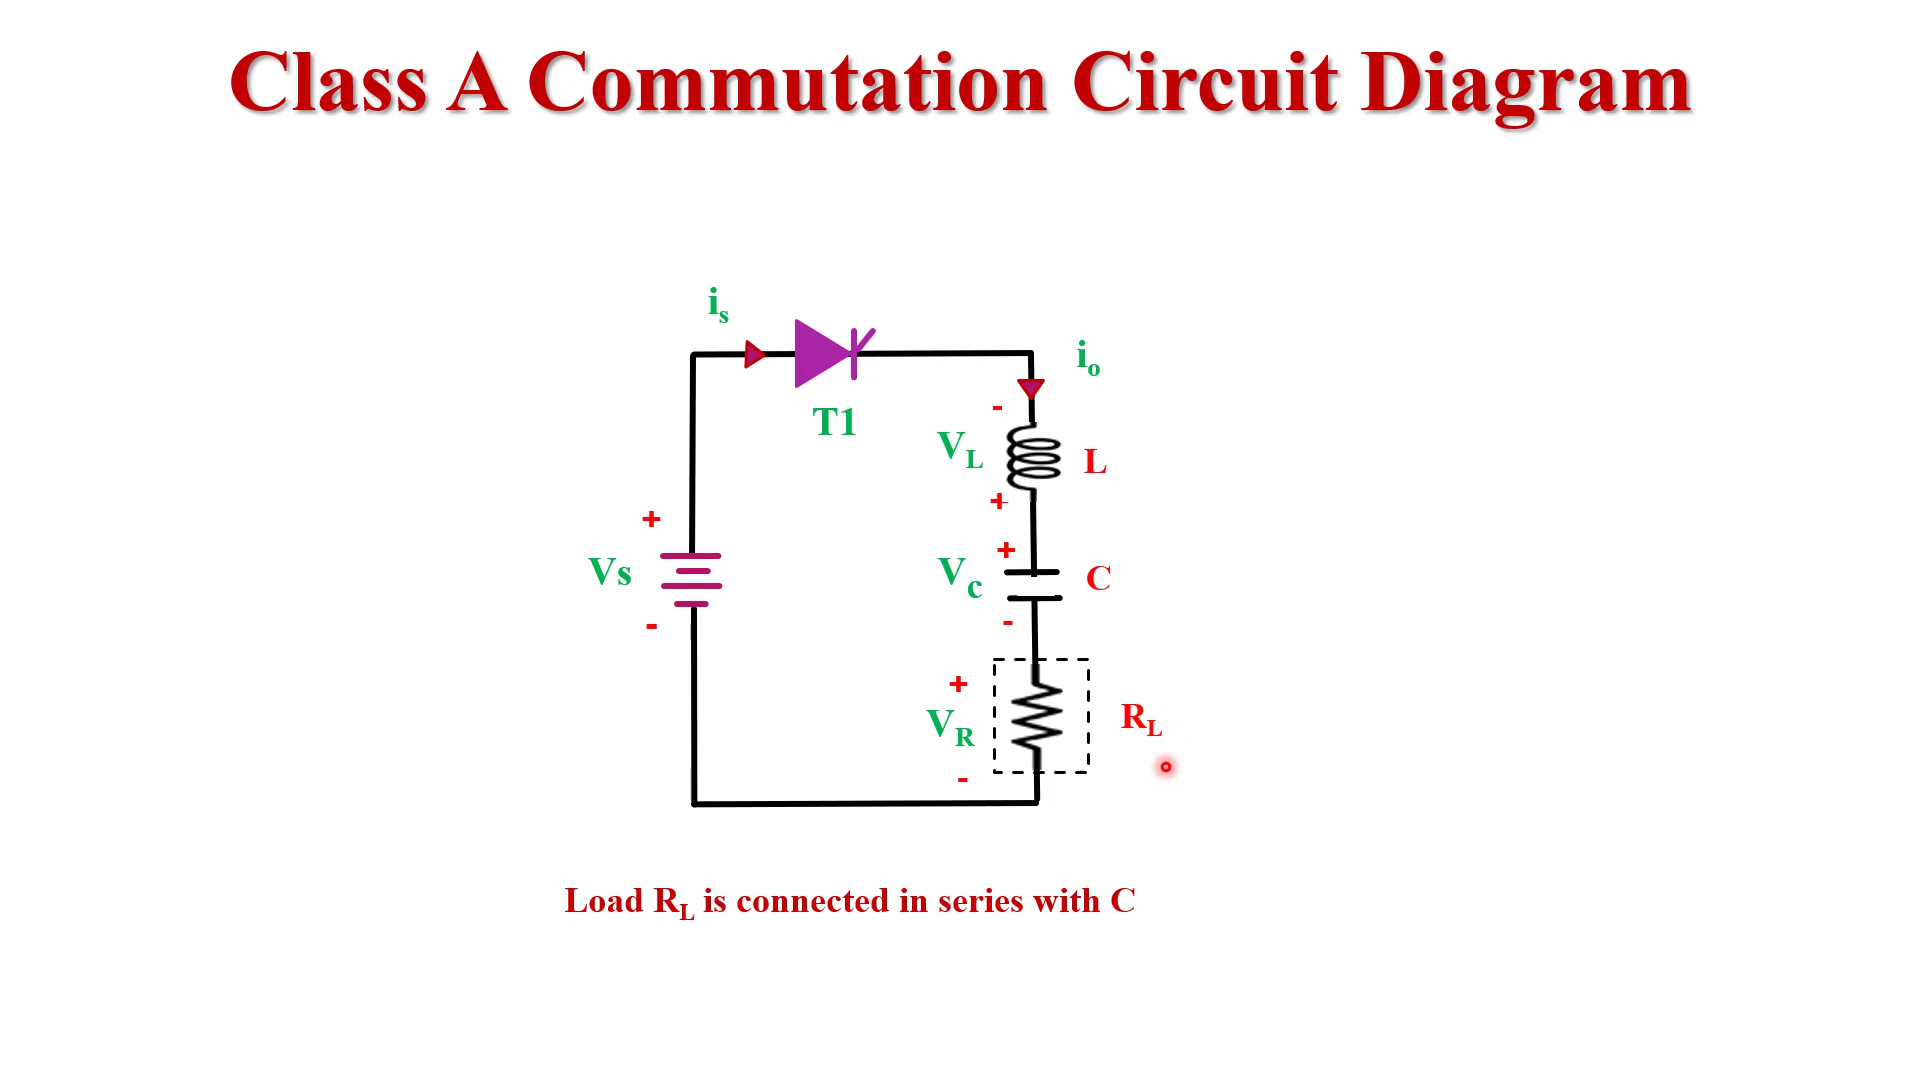 Class A Commutation Circuit Diagram
is
io
T1
-
VL
L
+
+
+
Vs
Vc
C
-
-
+
VR
RL
-
Load RL is connected in series with C